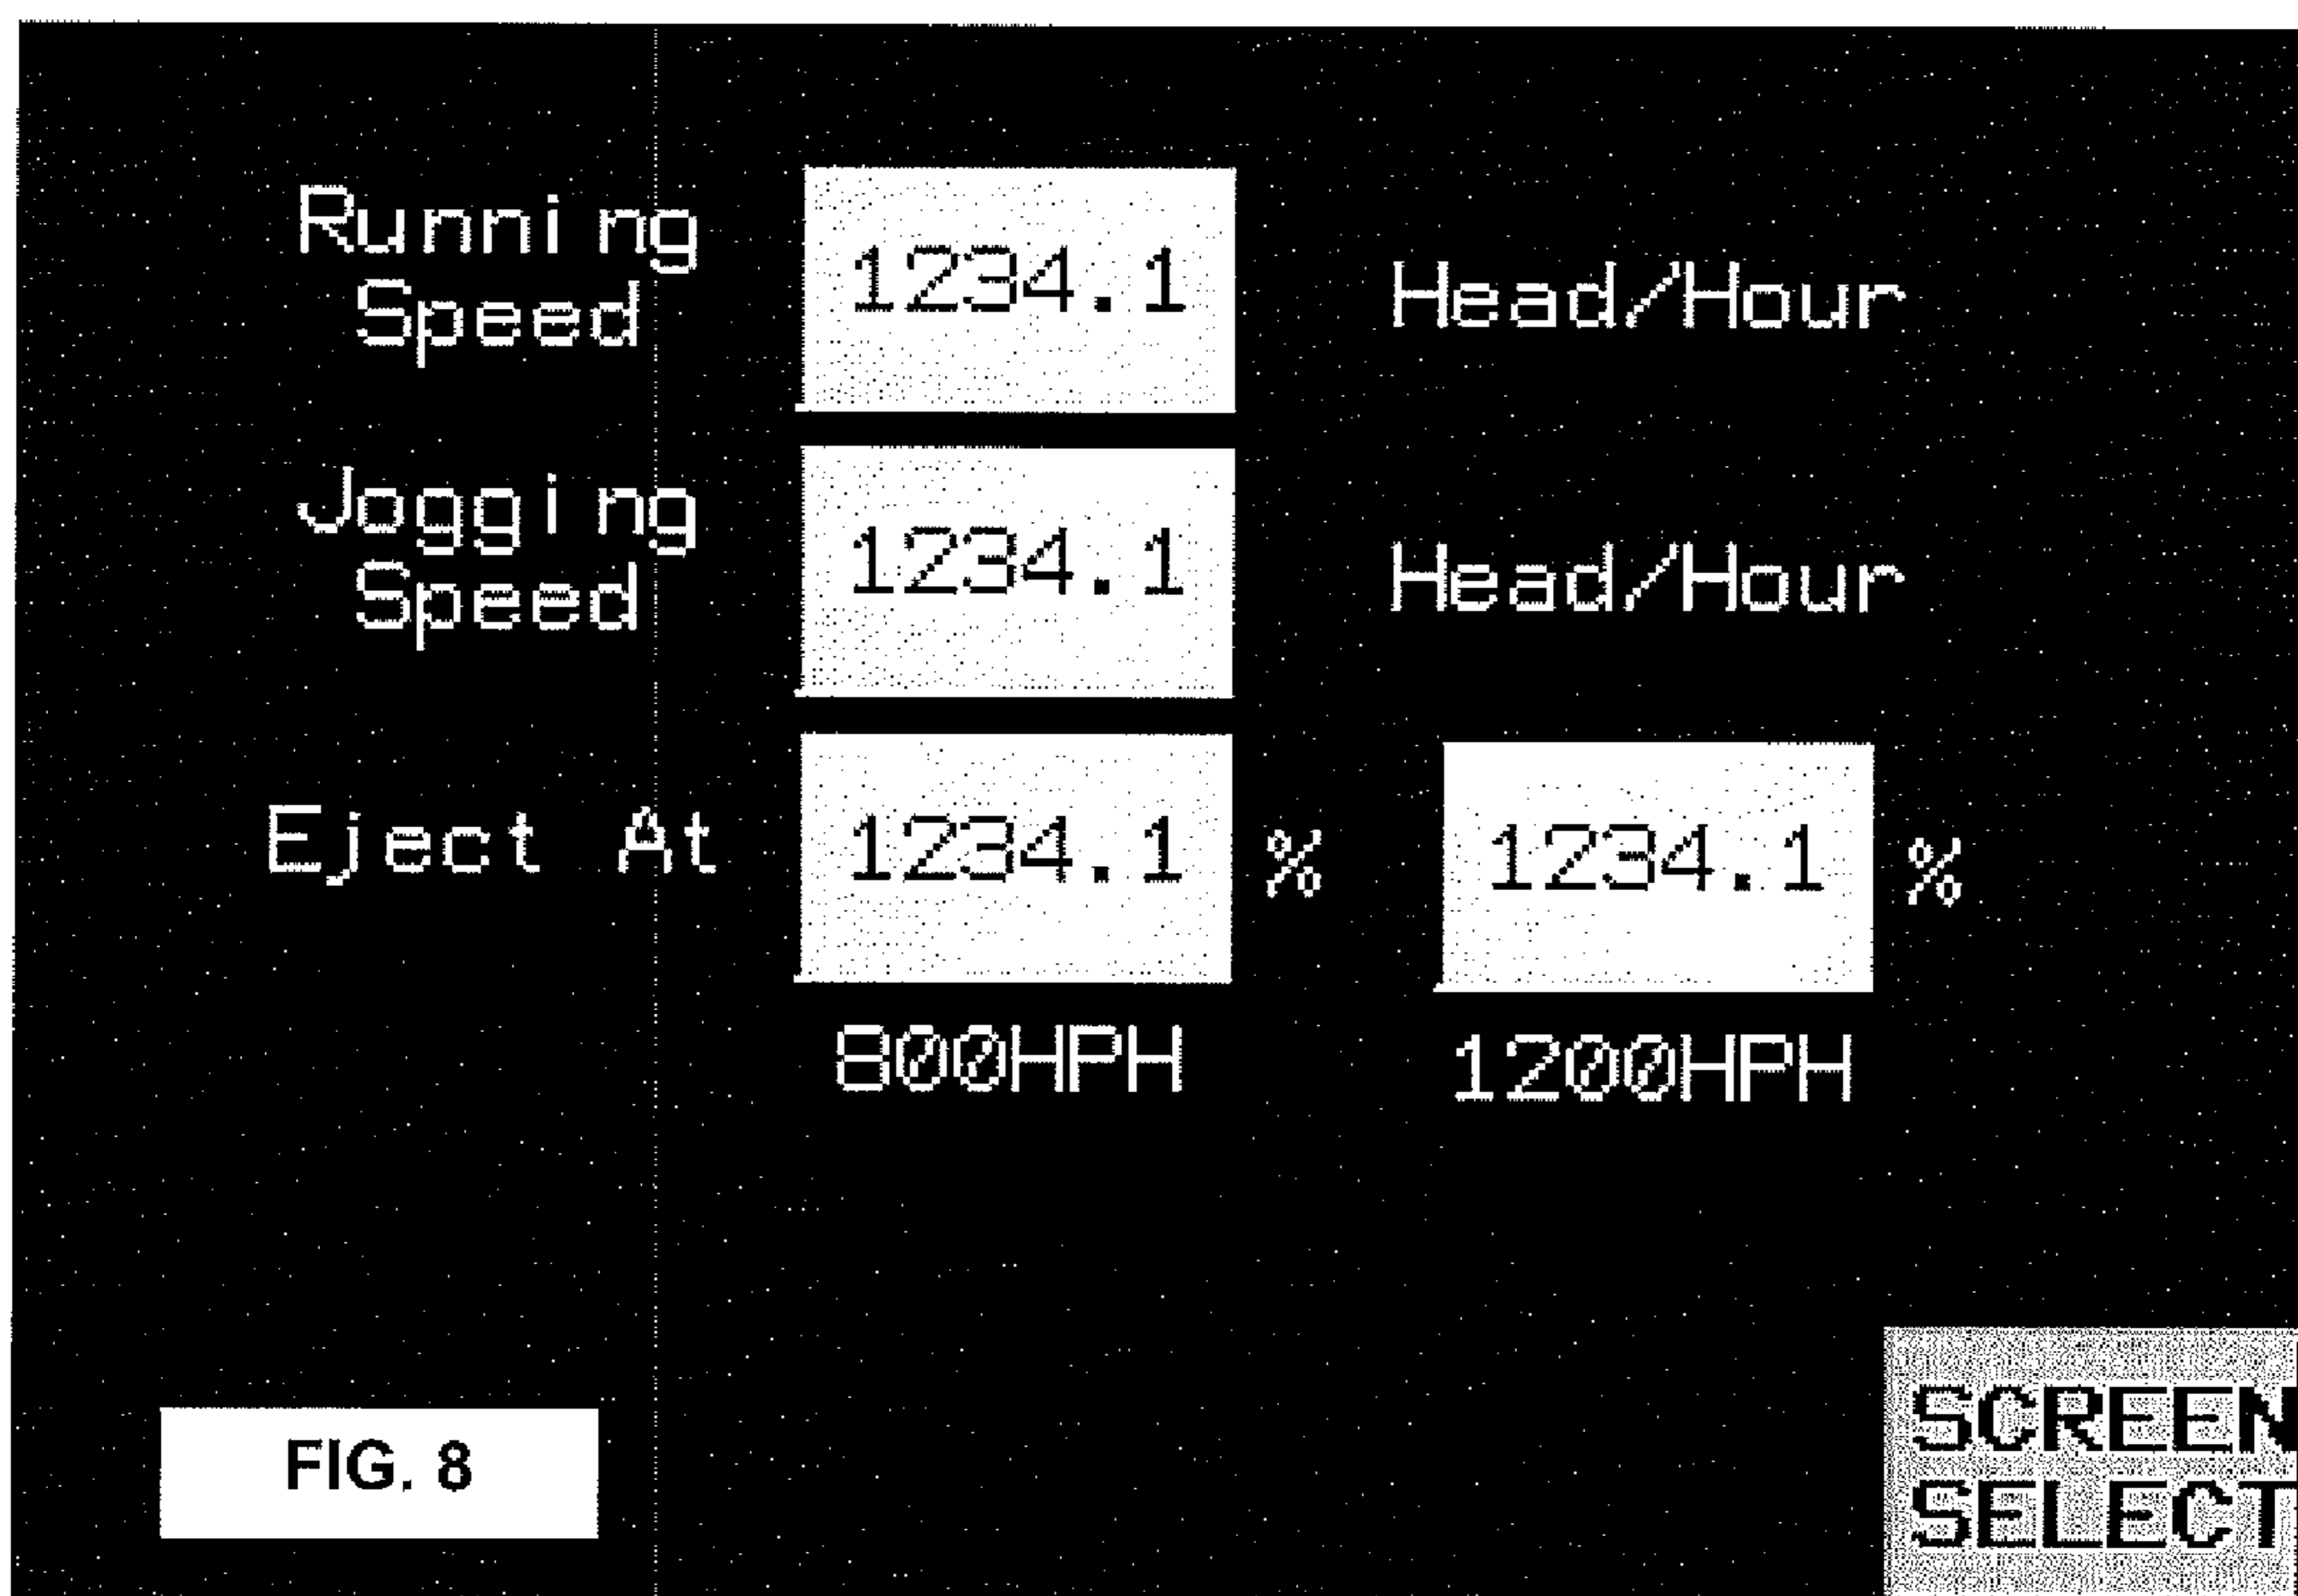 Running
Speed
1234.1
Head/Hour
Jogging
Speed
1234.1
Head/Hour
Eject At
1234.1 %
1234.1 %
800HPH
1200HPH
FIG. 8
SCREEN
SELECT